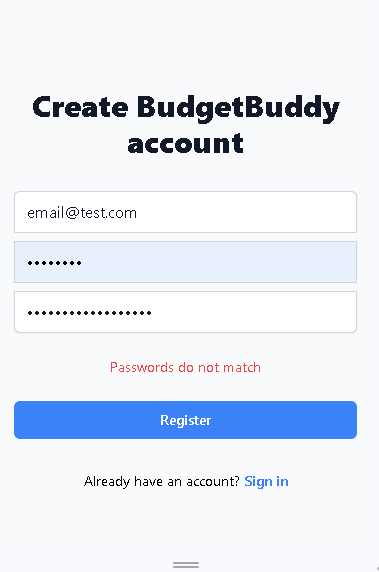 Create BudgetBuddy
account
email@test.com
••••••••
••••••••••••••••••
Passwords do not match
Register
Already have an account? Sign in